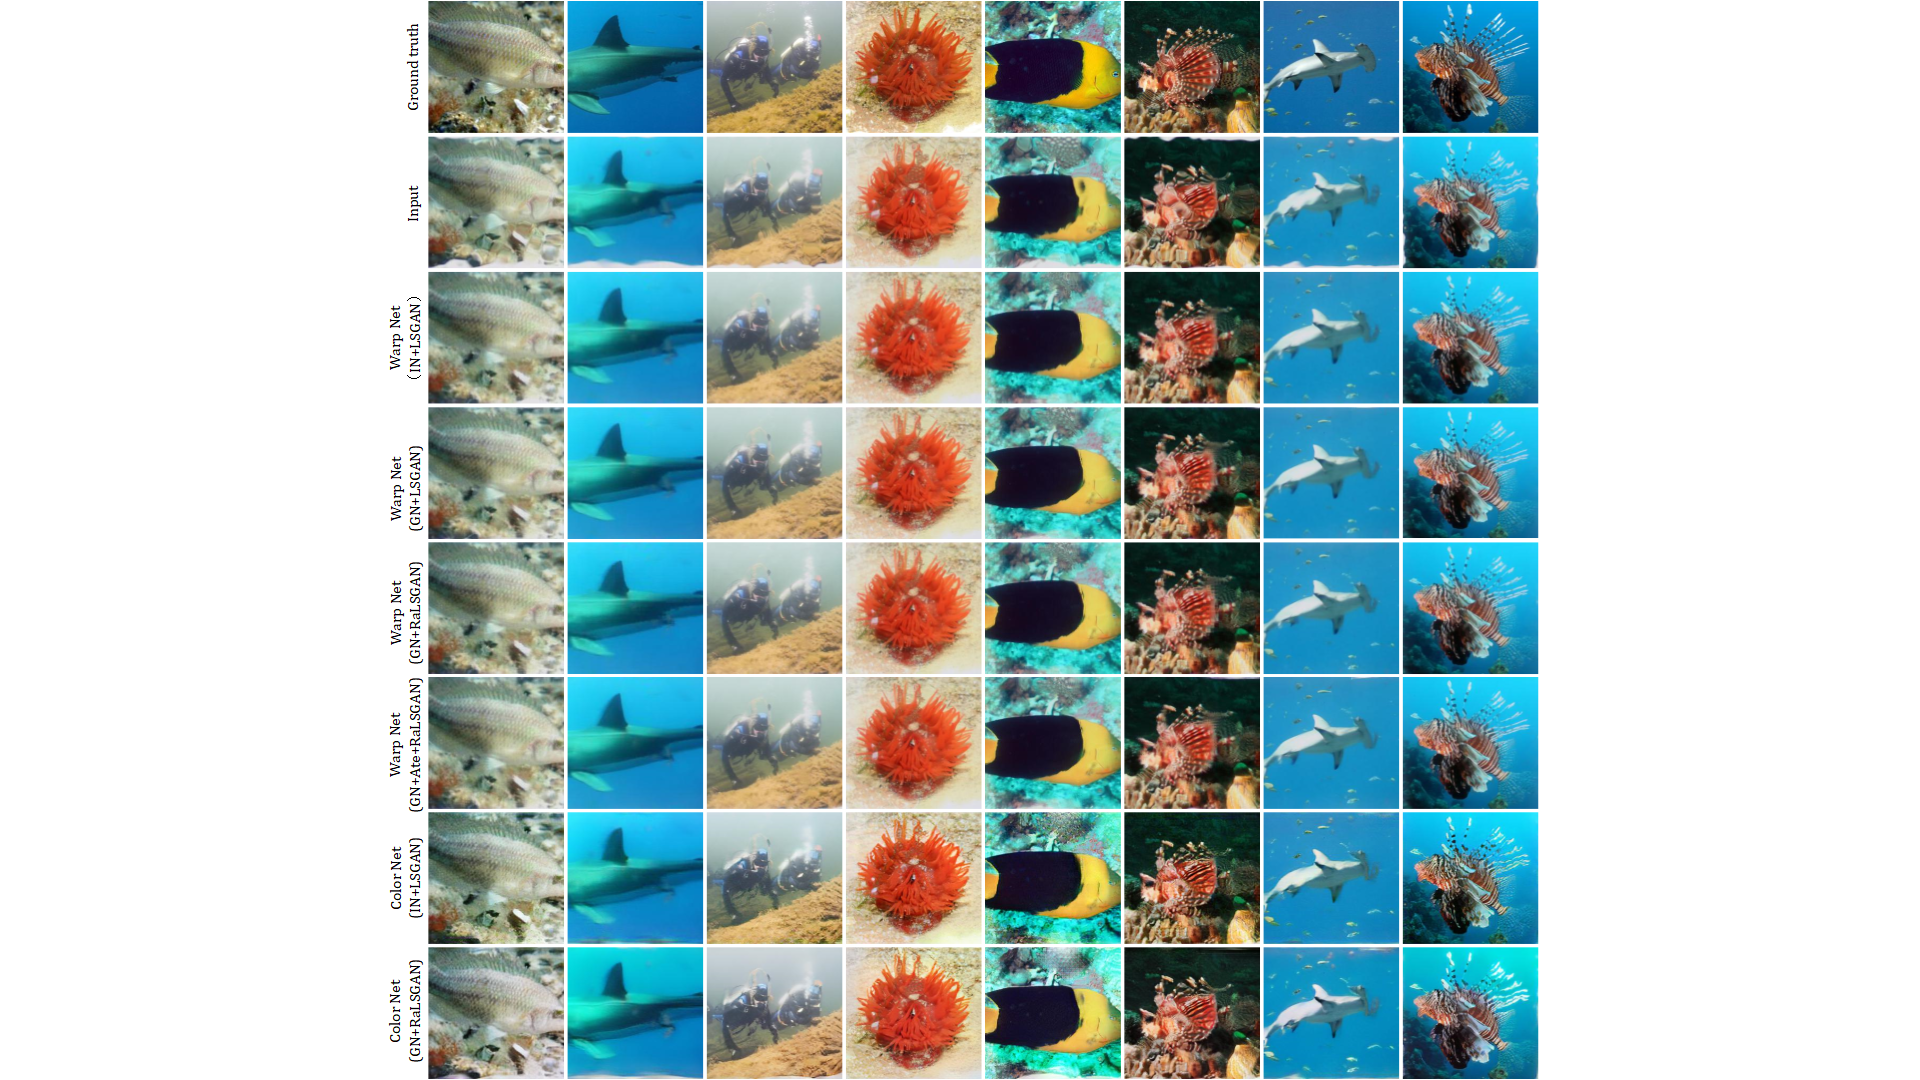 Ground truth
Input
Warp Net
(IN+LSGAN)
Warp Net
(GN+LSGAN)
Warp Net
(GN+RaLSGAN)
Warp Net
(GN+Ate+RaLSGAN)
Color Net
(IN+LSGAN)
Color Net
(GN+RaLSGAN)